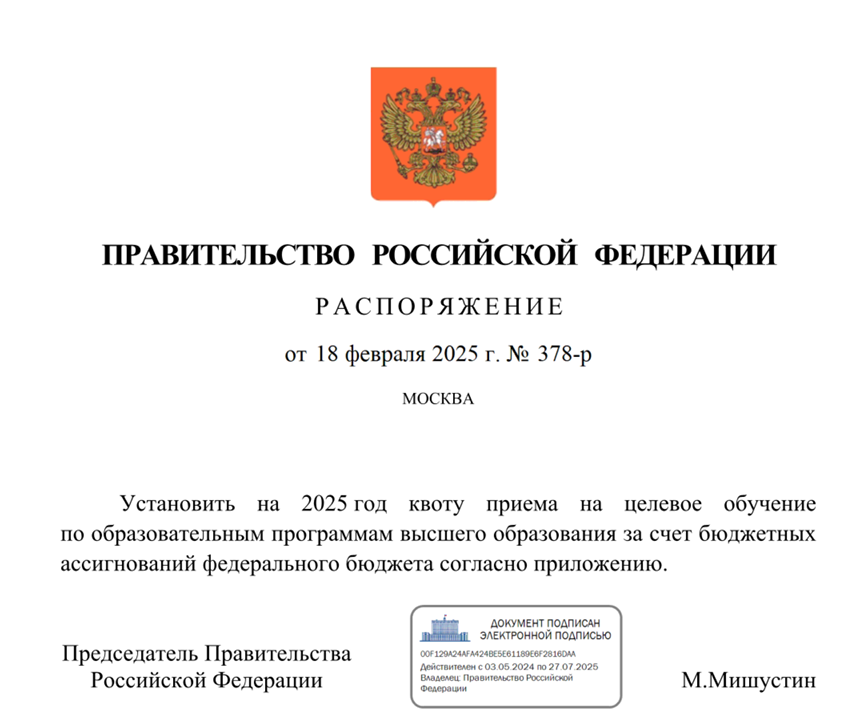 ПРАВИТЕЛЬСТВО РОССИЙСКОЙ ФЕДЕРАЦИИ
РАСПОРЯЖЕНИЕ
от 18 февраля 2025 г. № 378-р
МОСКВА
Установить на 2025 год квоту приема на целевое обучение
по образовательным программам высшего образования за счет бюджетных
ассигнований федерального бюджета согласно приложению.
Председатель Правительства
Российской Федерации
ДОКУМЕНТ ПОДПИСАН
ЭЛЕКТРОННОЙ ПОДПИСЬЮ
00F129A24AFA424BE5E61189E6F2816DAA
Действителен с 03.05.2024 по 27.07.2025
Владелец: Правительство Российской
Федерации
М.Мишустин